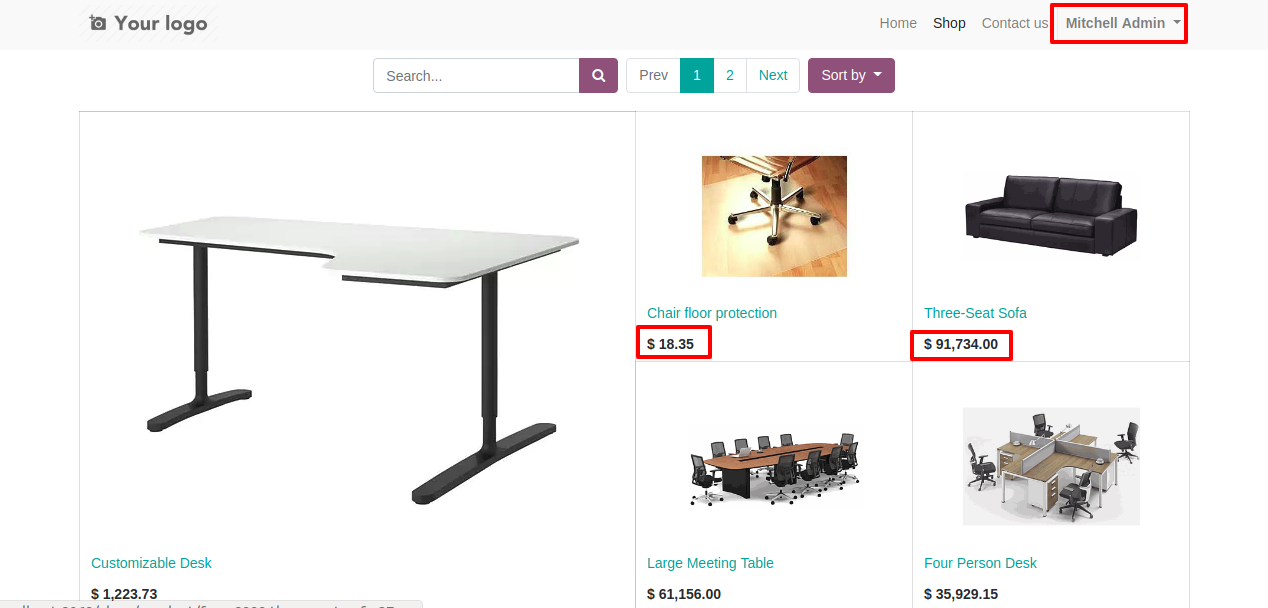 Your logo
Home Shop Contact us Mitchell Admin
Search... Prev 1 2 Next Sort by
Chair floor protection
$ 18.35
Three-Seat Sofa
$ 91,734.00
Customizable Desk
$ 1,223.73
Large Meeting Table
$ 61,156.00
Four Person Desk
$ 35,929.15